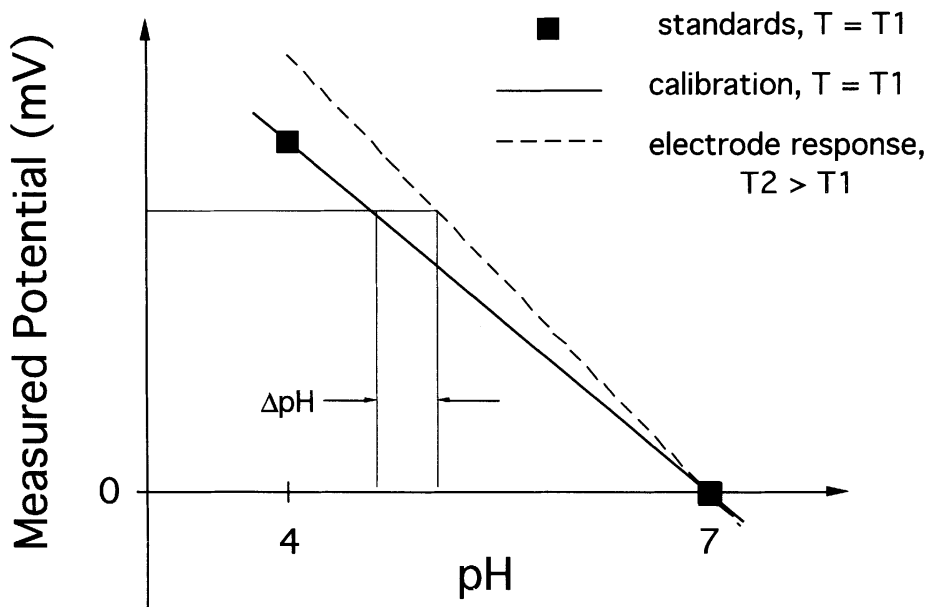 Measured Potential (mV)
standards, T = T1
calibration, T = T1
electrode response,
T2 > T1
ΔpH
0
4
7
pH